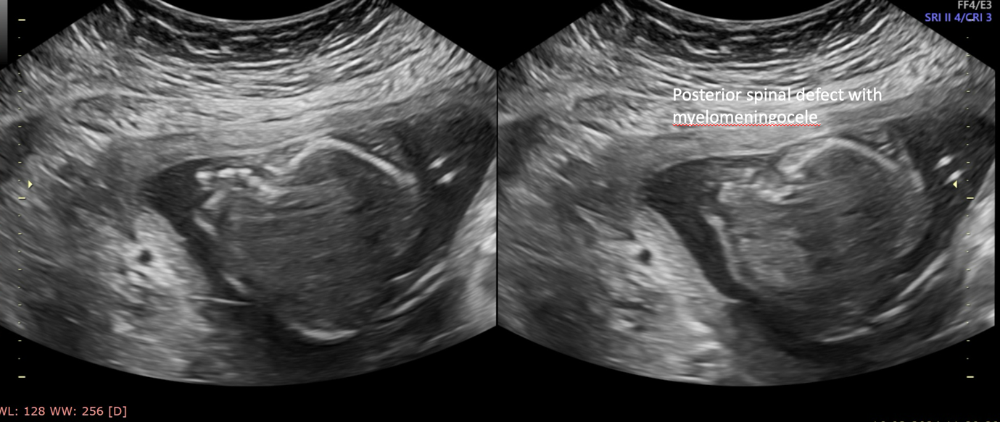 FF4/E3
SRI II 4/CRI 3
Posterior spinal defect with
myelomeningocele
WL: 128 WW: 256 [D]